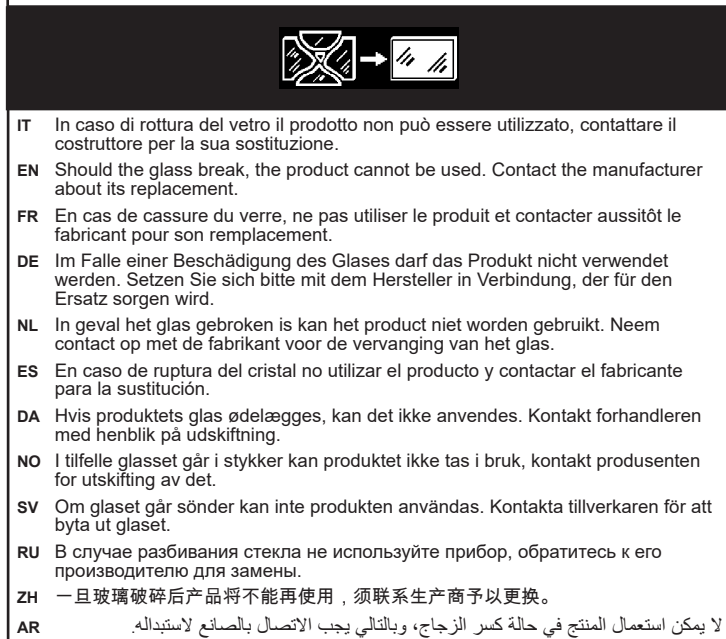 IT In caso di rottura del vetro il prodotto non può essere utilizzato, contattare il
costruttore per la sua sostituzione.
EN Should the glass break, the product cannot be used. Contact the manufacturer
about its replacement.
FR En cas de cassure du verre, ne pas utiliser le produit et contacter aussitôt le
fabricant pour son remplacement.
DE Im Falle einer Beschädigung des Glases darf das Produkt nicht verwendet
werden. Setzen Sie sich bitte mit dem Hersteller in Verbindung, der für den
Ersatz sorgen wird.
NL In geval het glas gebroken is kan het product niet worden gebruikt. Neem
contact op met de fabrikant voor de vervanging van het glas.
ES En caso de ruptura del cristal no utilizar el producto y contactar el fabricante
para la sustitución.
DA Hvis produktets glas ødelægges, kan det ikke anvendes. Kontakt forhandleren
med henblik på udskiftning.
NO I tilfelle glasset går i stykker kan produktet ikke tas i bruk, kontakt produsenten
for utskifting av det.
SV Om glaset går sönder kan inte produkten användas. Kontakta tillverkaren för att
byta ut glaset.
RU В случае разбивания стекла не используйте прибор, обратитесь к его
производителю для замены.
ZH 一旦玻璃破碎后产品将不能再使用，须联系生产商予以更换。
AR لا يمكن استعمال المنتج في حالة كسر الزجاج، وبالتالي يجب الاتصال بالصانع لاستبداله.